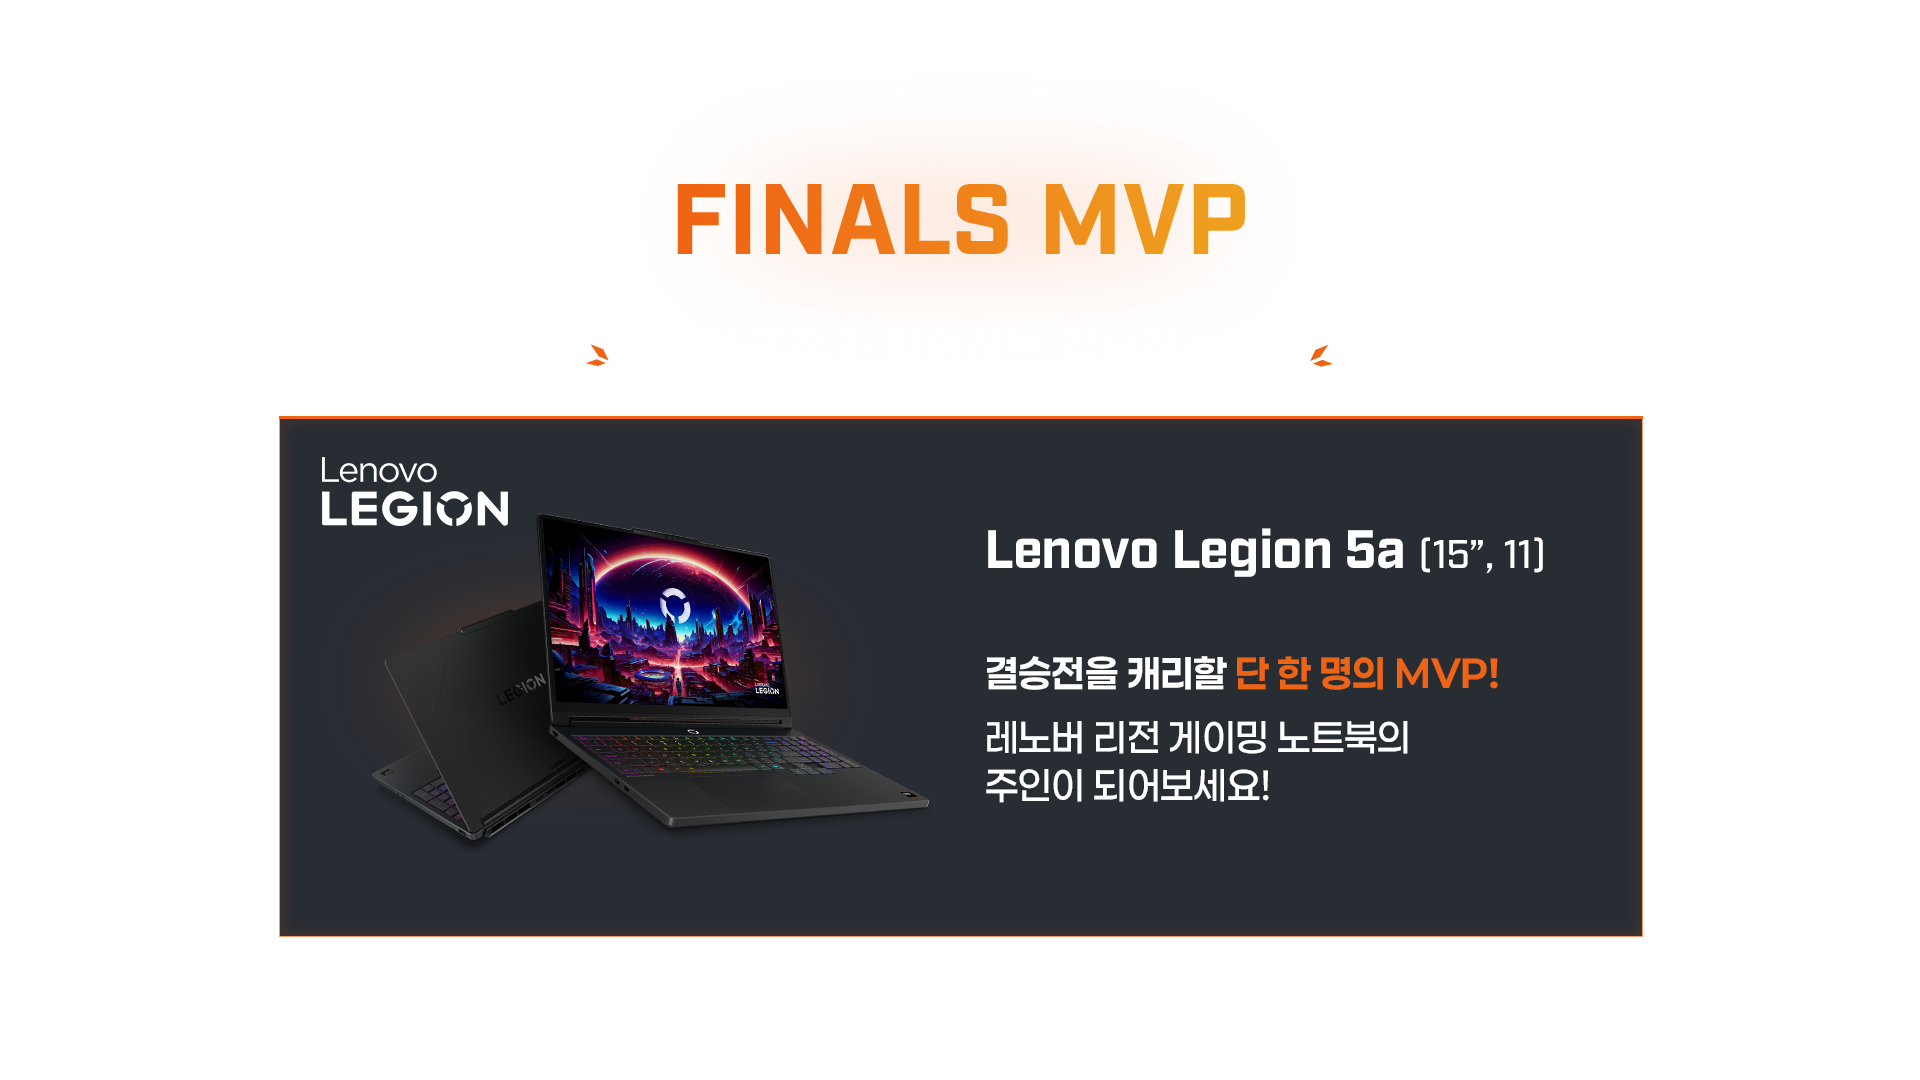 FINALS MVP
Lenovo
LEGION
Lenovo Legion 5a (15”, 11)
결승전을 캐리할 단 한 명의 MVP!
레노버 리전 게이밍 노트북의
주인이 되어보세요!
LEGION
LEGION